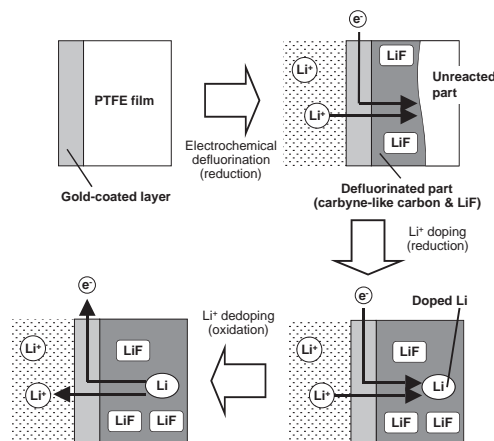 PTFE film
Gold-coated layer
Electrochemical
defluorination
(reduction)
e-
Li+
Li+
LiF
LiF
Unreacted
part
Defluorinated part
(carbyne-like carbon & LiF)
Li+ doping
(reduction)
e-
Doped Li
Li+
LiF
Li
Li+
LiF
LiF
Li+ dedoping
(oxidation)
e-
Li+
LiF
Li
Li+
LiF
LiF